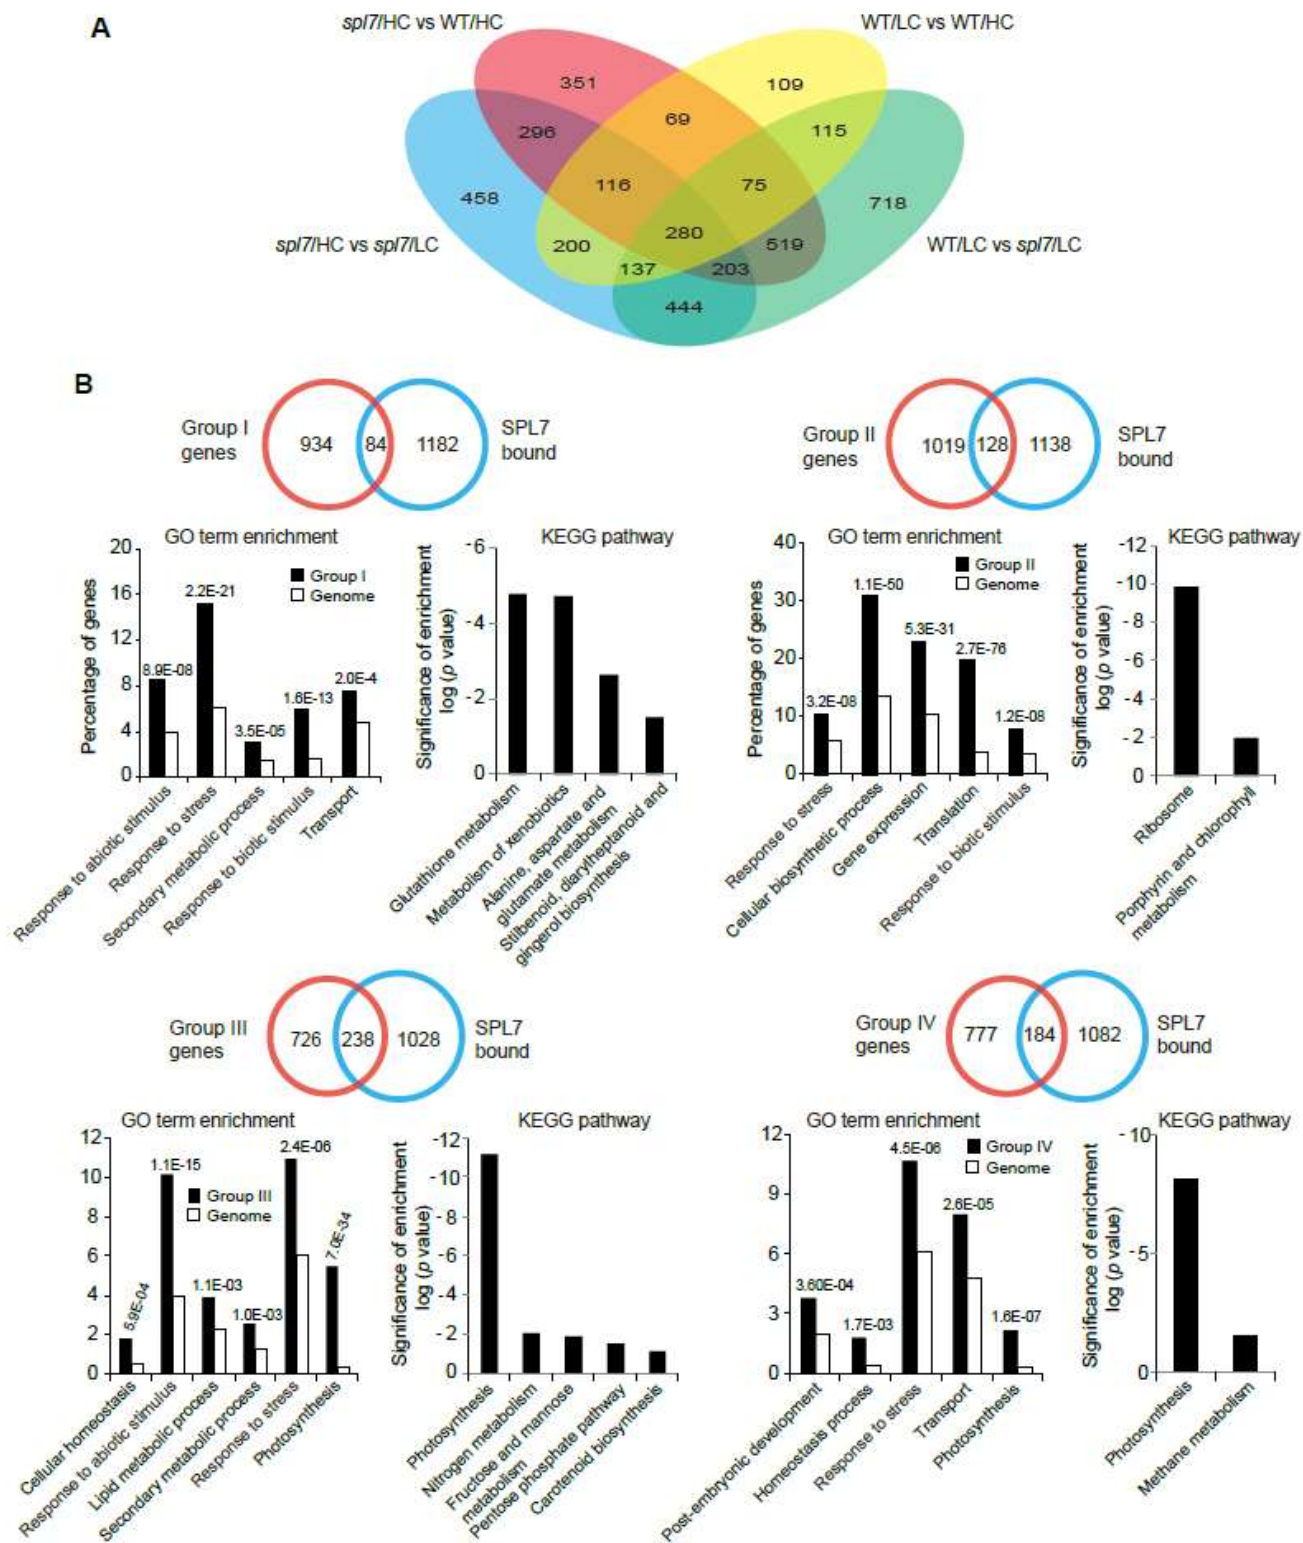 A
spl7/HC vs WT/HC
WT/LC vs WT/HC
351
109
69
296
115
116
75
458
718
280
200
519
137
203
444
spl7/HC vs spl7/LC
WT/LC vs spl7/LC
B
Group I
genes
934
84
1182
SPL7
bound
Group II
genes
1019
128
1138
SPL7
bound
GO term enrichment
Percentage of genes
20
16
12
8
4
0
Group I
Genome
8.9E-08
2.2E-21
3.5E-05
1.6E-13
2.0E-4
Response to abiotic stimulus
Response to stress
Secondary metabolic process
Response to biotic stimulus
Transport
KEGG pathway
Significance of enrichment
log (p value)
-6
-4
-2
0
Glutathione metabolism
Metabolism of xenobiotics
Alanine, aspartate and
glutamate metabolism
Stilbenoid, diarylheptanoid and
gingerol biosynthesis
GO term enrichment
Percentage of genes
40
30
20
10
0
Group II
Genome
3.2E-08
1.1E-50
5.3E-31
2.7E-76
1.2E-08
Response to stress
Cellular biosynthetic process
Gene expression
Translation
Response to biotic stimulus
KEGG pathway
Significance of enrichment
log (p value)
-12
-10
-8
-6
-4
-2
0
Ribosome
Porphyrin and chlorophyll
metabolism
Group III
genes
726
238
1028
SPL7
bound
Group IV
genes
777
184
1082
SPL7
bound
GO term enrichment
12
10
8
6
4
2
0
Group III
Genome
5.9E-04
1.1E-15
1.1E-03
1.0E-03
2.4E-06
7.0E-34
Cellular homeostasis
Response to abiotic stimulus
Lipid metabolic process
Secondary metabolic process
Response to stress
Photosynthesis
KEGG pathway
Significance of enrichment
log (p value)
-12
-10
-8
-6
-4
-2
0
Photosynthesis
Nitrogen metabolism
Fructose and mannose
metabolism
Pentose phosphate pathway
Carotenoid biosynthesis
GO term enrichment
12
9
6
3
0
Group IV
Genome
3.60E-04
1.7E-03
4.5E-06
2.6E-05
1.6E-07
Post-embryonic development
Homeostasis process
Response to stress
Transport
Photosynthesis
KEGG pathway
Significance of enrichment
log (p value)
-10
-5
0
Photosynthesis
Methane metabolism